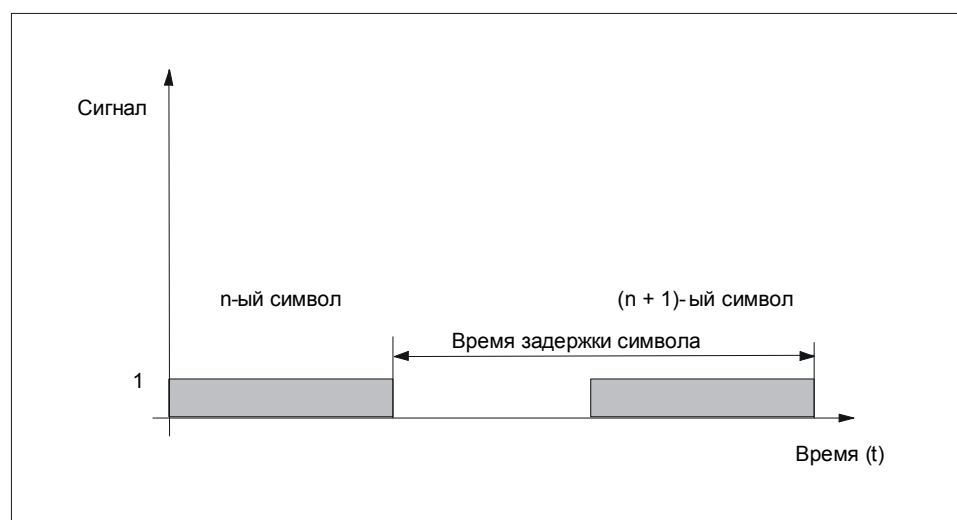 Сигнал
n-ый символ
(n + 1)-ый символ
Время задержки символа
1
Время (t)